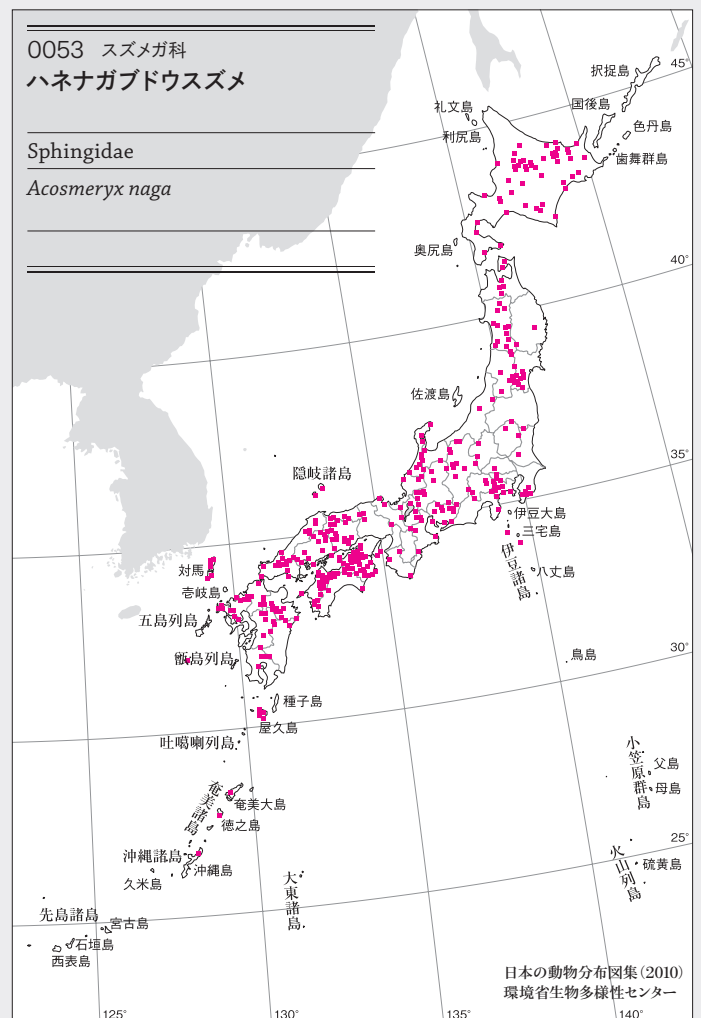 0053 スズメガ科
ハネナガブドウスズメ
Sphingidae
Acosmeryx naga
45°
択捉島
礼文島
国後島
色丹島
利尻島
歯舞群島
奥尻島
40°
佐渡島
35°
隠岐諸島
伊豆大島
三宅島
伊豆諸島
八丈島
対馬
壱岐島
五島列島
甑島列島
鳥島
30°
種子島
屋久島
吐噶喇列島
小笠原群島
父島
母島
奄美諸島
奄美大島
徳之島
25°
沖縄諸島
沖縄島
久米島
火山列島
硫黄島
大東諸島
先島諸島
宮古島
石垣島
西表島
日本の動物分布図集(2010)
環境省生物多様性センター
125°
130°
135°
140°